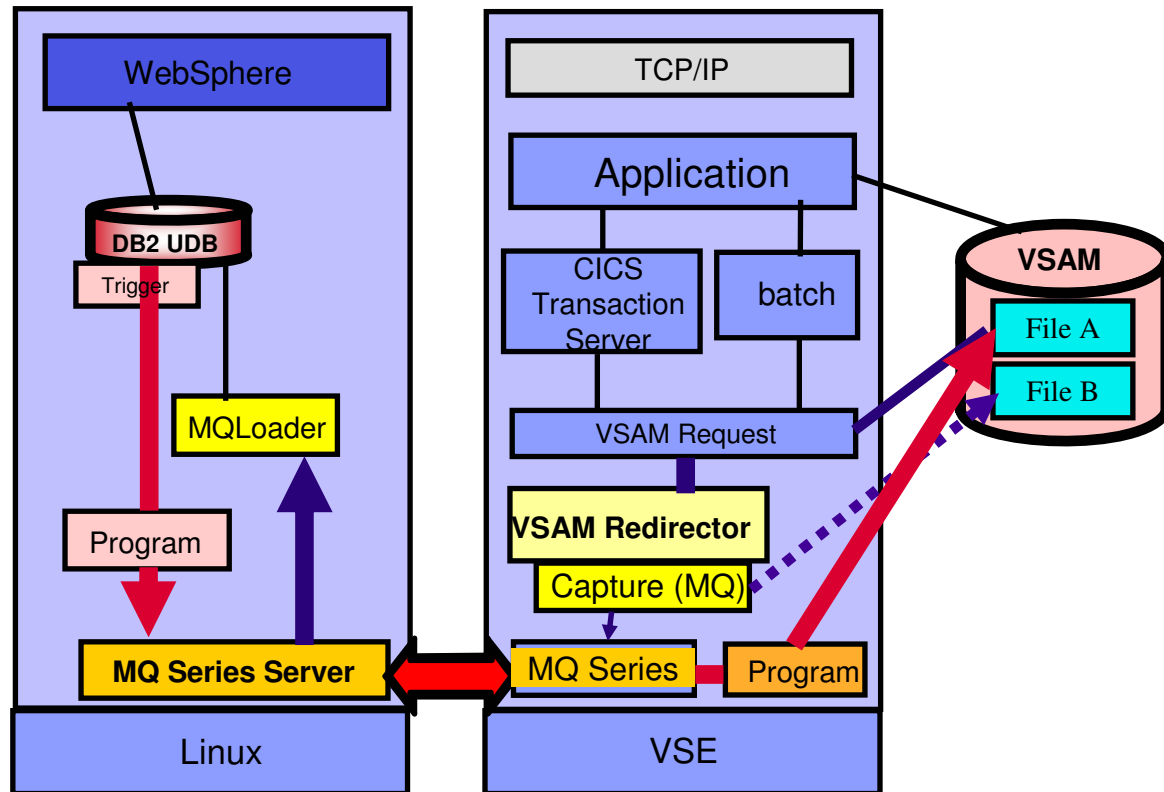 WebSphere
DB2 UDB
Trigger
MQLoader
Program
MQ Series Server
Linux
TCP/IP
Application
CICS
Transaction
Server
batch
VSAM Request
VSAM Redirector
Capture (MQ)
MQ Series
Program
VSE
VSAM
File A
File B